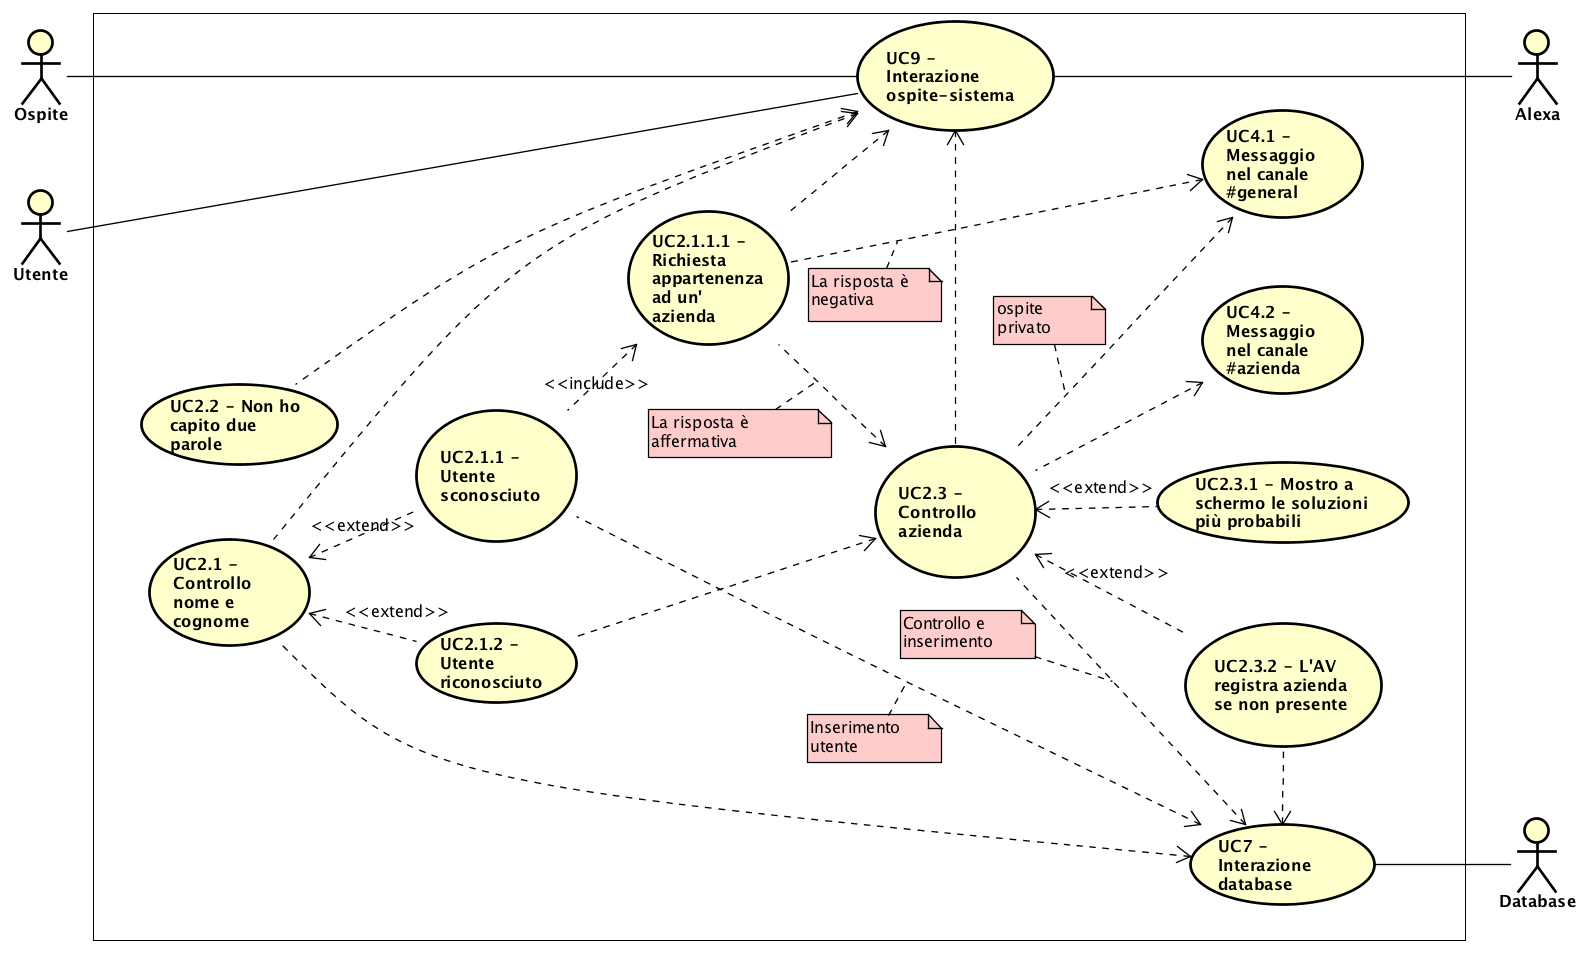 Ospite
Utente
Alexa
Database
UC9 –
Interazione
ospite–sistema
UC4.1 –
Messaggio
nel canale
#general
UC2.1.1.1 –
Richiesta
appartenenza
ad un'
azienda
La risposta è
negativa
ospite
privato
UC4.2 –
Messaggio
nel canale
#azienda
<<include>>
UC2.2 – Non ho
capito due
parole
La risposta è
affermativa
UC2.1.1 –
Utente
sconosciuto
UC2.3 –
Controllo
azienda
<<extend>>
UC2.3.1 – Mostro a
schermo le soluzioni
più probabili
<<extend>>
UC2.1 –
Controllo
nome e
cognome
<<extend>>
<<extend>>
UC2.1.2 –
Utente
riconosciuto
Controllo e
inserimento
UC2.3.2 – L'AV
registra azienda
se non presente
Inserimento
utente
UC7 –
Interazione
database